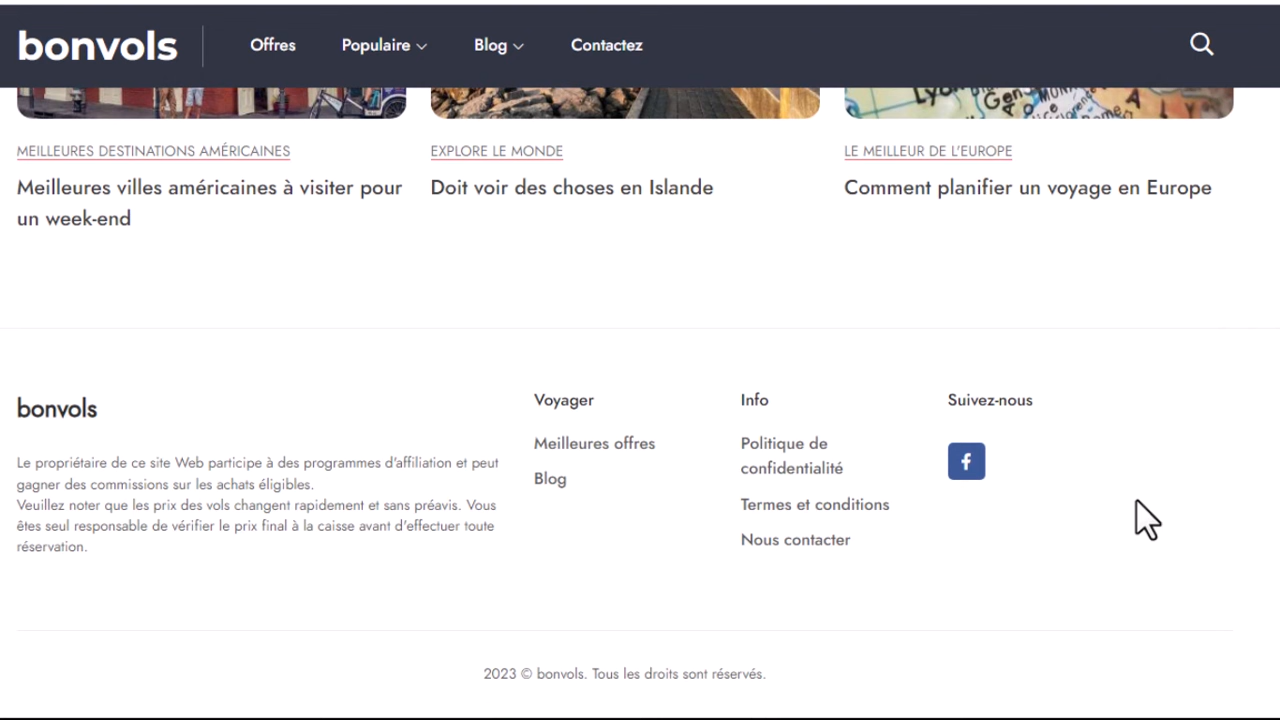 bonvols
Offres
Populaire
Blog
Contactez
MEILLEURES DESTINATIONS AMÉRICAINES
Meilleures villes américaines à visiter pour
un week-end
EXPLORE LE MONDE
Doit voir des choses en Islande
LE MEILLEUR DE L'EUROPE
Comment planifier un voyage en Europe
bonvols
Le propriétaire de ce site Web participe à des programmes d'affiliation et peut
gagner des commissions sur les achats éligibles.
Veuillez noter que les prix des vols changent rapidement et sans préavis. Vous
êtes seul responsable de vérifier le prix final à la caisse avant d'effectuer toute
réservation.
Voyager
Meilleures offres
Blog
Info
Politique de
confidentialité
Termes et conditions
Nous contacter
Suivez-nous
2023 © bonvols. Tous les droits sont réservés.